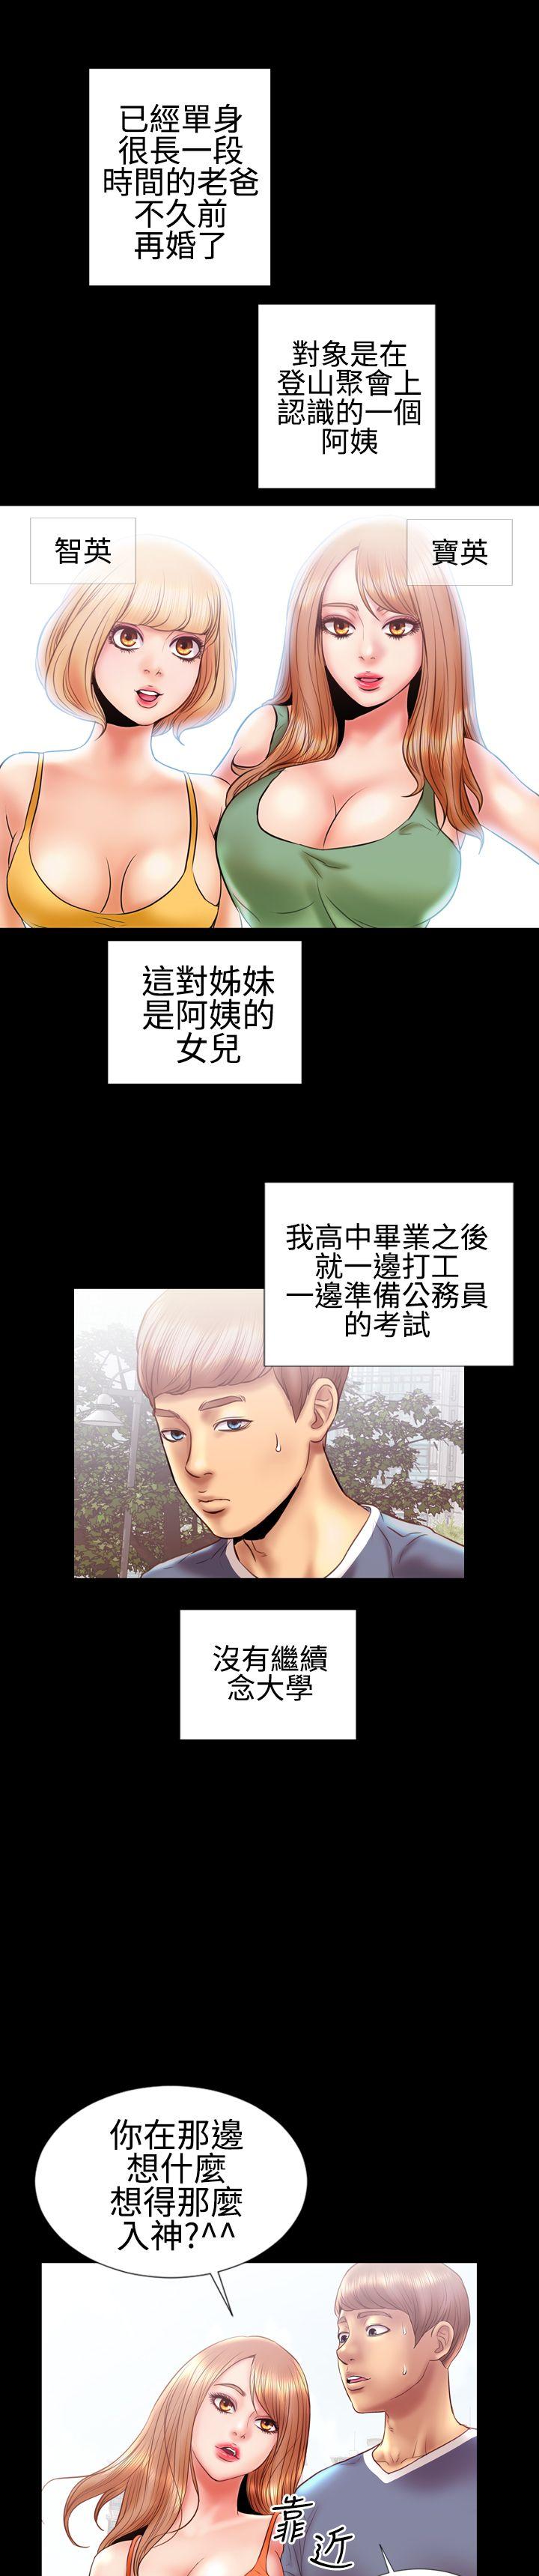 已經單身
很長一段
時間的老爸
不久前
再婚了
對象是在
登山聚會上
認識的一個
阿姨
智英
寶英
這對姊妹
是阿姨的
女兒
我高中畢業之後
就一邊打工
一邊準備公務員
的考試
沒有繼續
念大學
你在那邊
想什麼
想得那麼
入神?^^
靠近